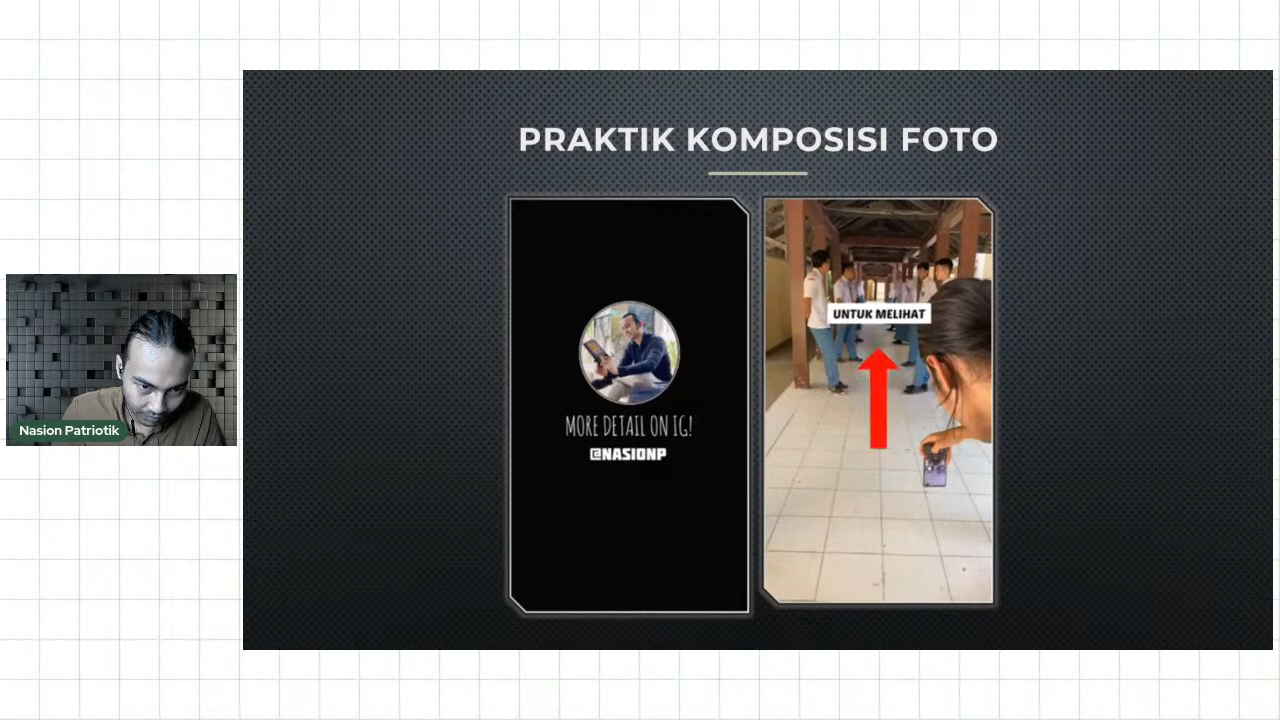 PRAKTIK KOMPOSISI FOTO
MORE DETAIL ON IG!
@NASIONP
UNTUK MELIHAT
Nasion Patriotik